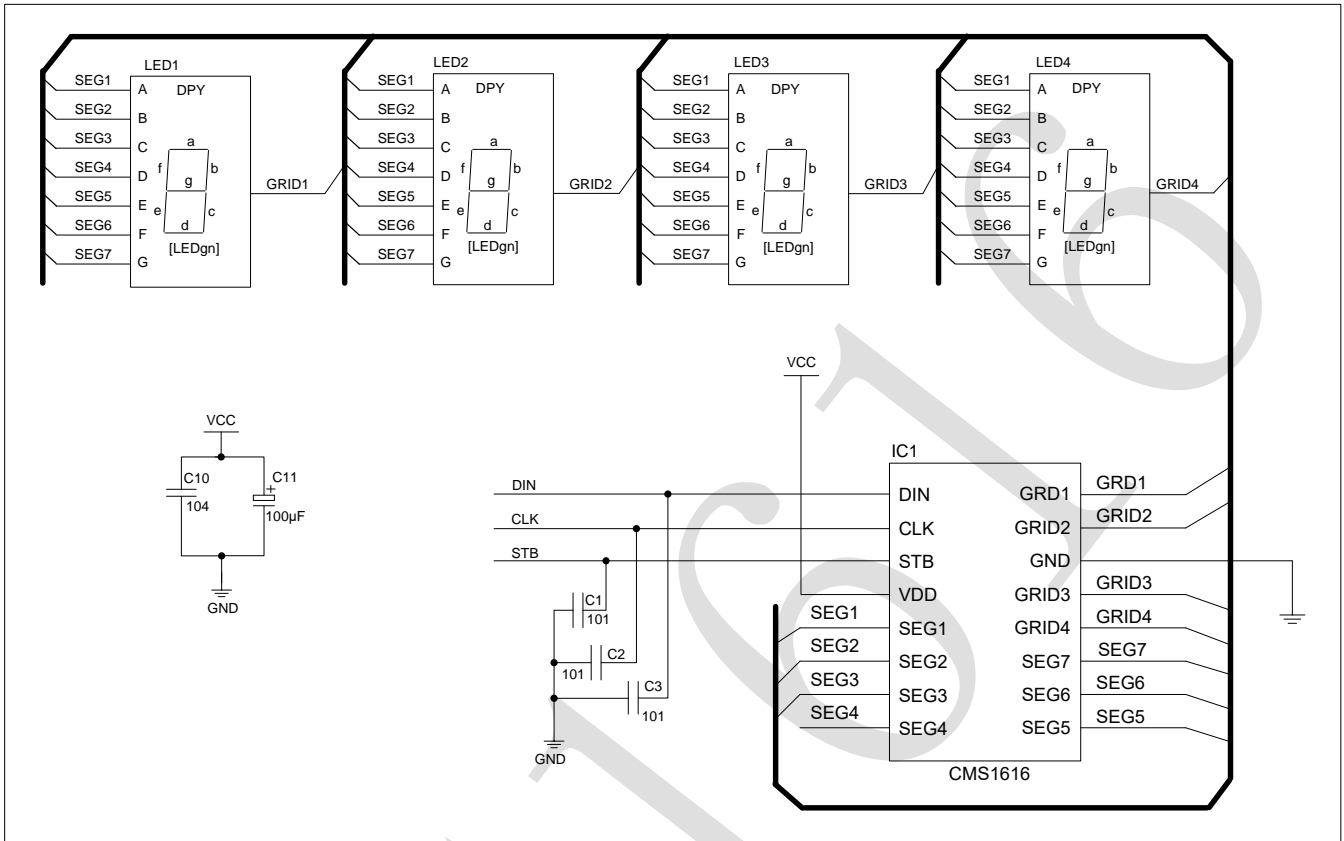 LED1 LED2 LED3 LED4
SEG1 A DPY SEG1 A DPY SEG1 A DPY SEG1 A DPY
SEG2 B SEG2 B SEG2 B SEG2 B
SEG3 C a SEG3 C a SEG3 C a SEG3 C a
SEG4 D f g b SEG4 D f g b SEG4 D f g b SEG4 D f g b
GRID1 GRID2 GRID3 GRID4
SEG5 E e d c SEG5 E e d c SEG5 E e d c SEG5 E e d c
SEG6 F [LEDgn] SEG6 F [LEDgn] SEG6 F [LEDgn] SEG6 F [LEDgn]
SEG7 G SEG7 G SEG7 G SEG7 G
VCC
VCC
C10
104
C11
+
100µF
GND
IC1
DIN DIN GRD1 GRD1
CLK CLK GRID2 GRID2
STB STB GND
VDD GRID3 GRID3
SEG1 SEG1 GRID4 GRID4
SEG2 SEG2 SEG7 SEG7
SEG3 SEG3 SEG6 SEG6
SEG4 SEG4 SEG5 SEG5
CMS1616
C1
101
C2
101
C3
101
GND
1616